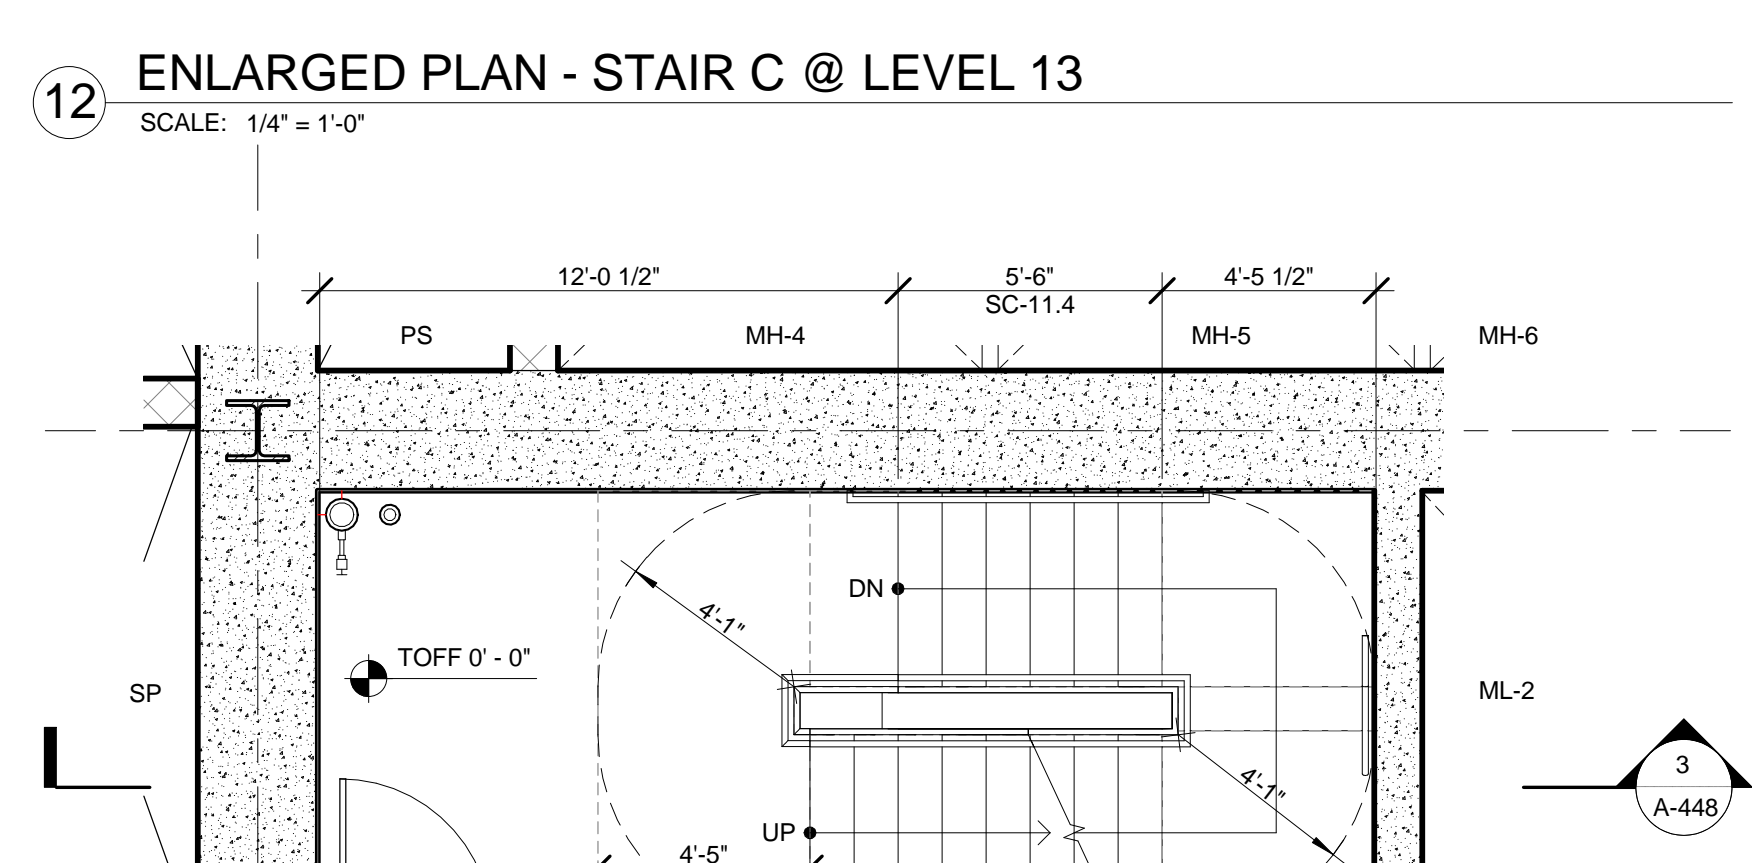 12
ENLARGED PLAN - STAIR C @ LEVEL 13
SCALE: 1/4" = 1'-0"
12'-0 1/2"
5'-6"
4'-5 1/2"
SC-11.4
PS
MH-4
MH-5
MH-6
DN
4'-1"
TOFF 0' - 0"
SP
ML-2
3
A-448
4'-1"
UP
4'-5"